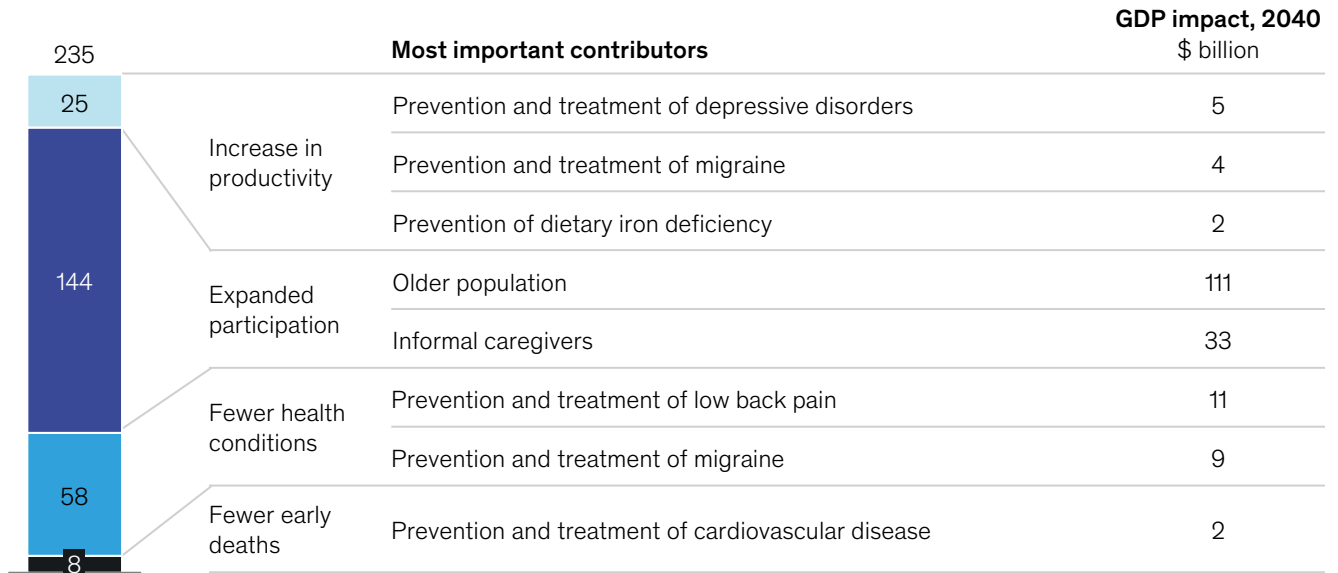 235
25
144
58
8
Most important contributors
GDP impact, 2040
$ billion
Increase in
productivity
Prevention and treatment of depressive disorders 5
Prevention and treatment of migraine 4
Prevention of dietary iron deficiency 2
Expanded
participation
Older population 111
Informal caregivers 33
Fewer health
conditions
Prevention and treatment of low back pain 11
Prevention and treatment of migraine 9
Fewer early
deaths
Prevention and treatment of cardiovascular disease 2